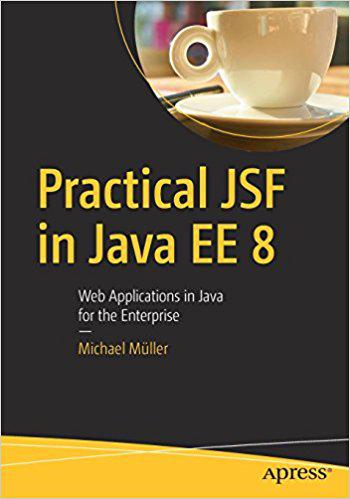 Practical JSF
in Java EE 8
Web Applications in Java
for the Enterprise
—
Michael Müller
Apress®